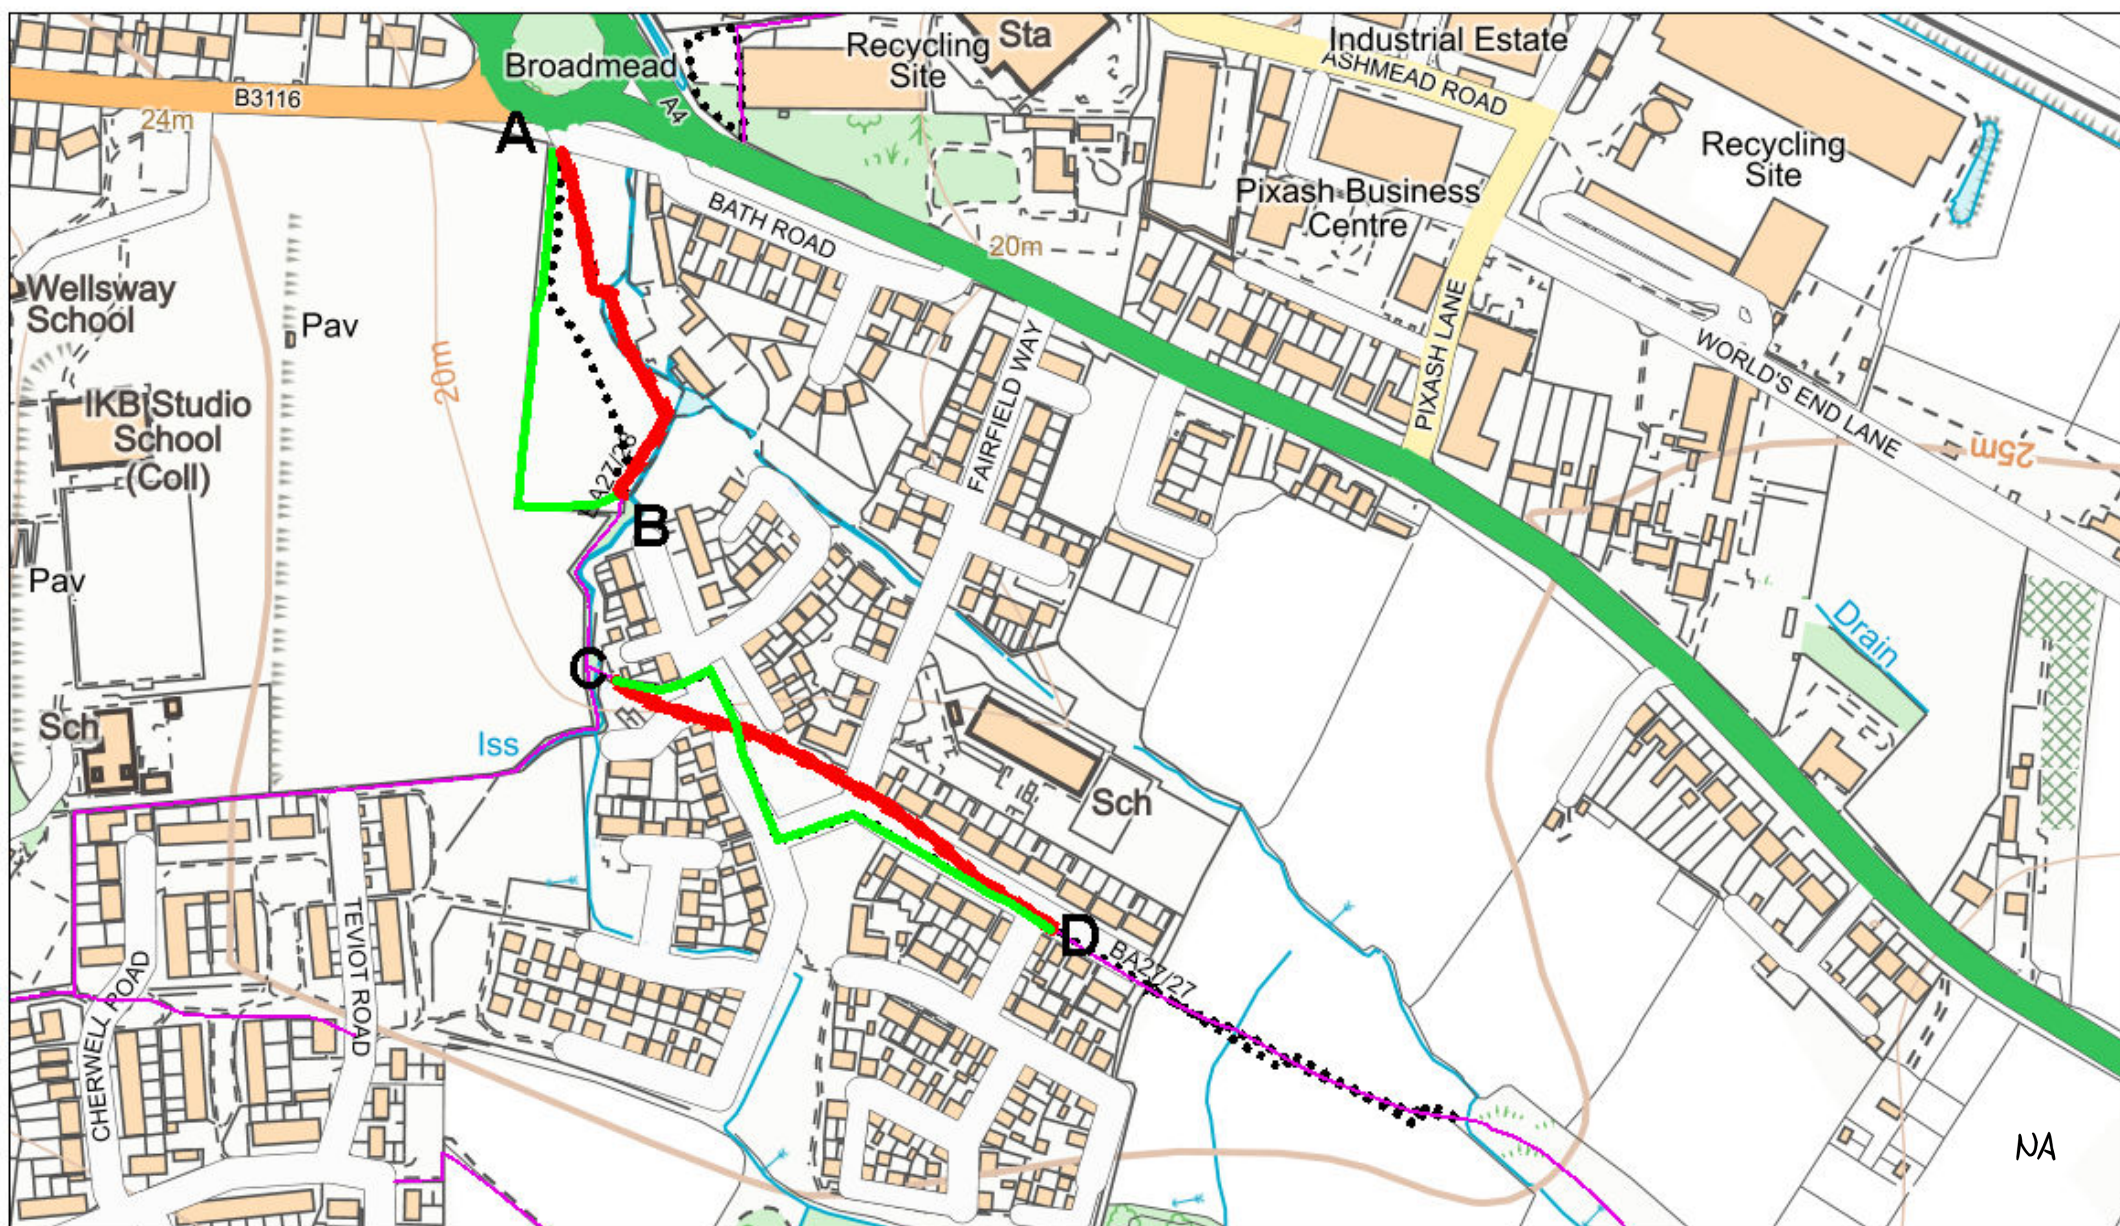 Broadmead
Recycling
Site
Sta
Industrial Estate
ASHMEAD ROAD
B3116
24m
A
A4
Recycling
Site
Pixash Business
Centre
BATH ROAD
20m
Wellsway
School
Pav
20m
PIXASH LANE
WORLD'S END LANE
FAIRFIELD WAY
IKB Studio
School
(Coll)
25m
B
Pav
C
Drain
Sch
Iss
Sch
D
BA27/27
TEVIOT ROAD
CHERWELL ROAD
NA